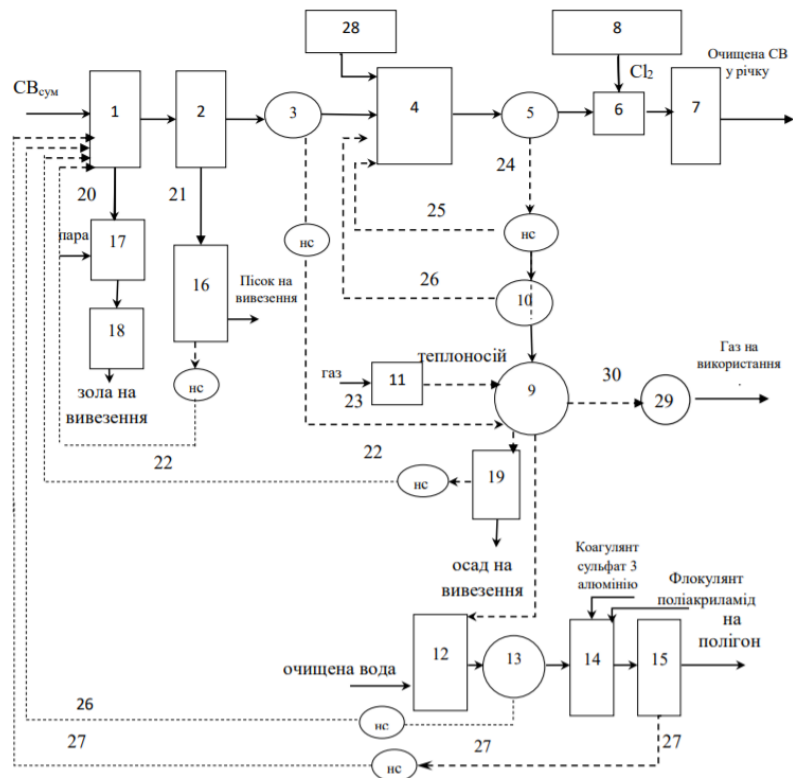 28
8
Очищена СВ
у річку
СВсум
Cl₂
1
2
3
4
5
6
7
20
21
24
25
пара
17
16
Пісок на
вивезення
нс
нс
26
10
18
теплоносій
Газ на
використання
газ
11
9
30
29
зола на
вивезення
нс
23
22
22
нс
19
осад на
вивезення
Коагулянт
сульфат 3
алюмінію
Флокулянт
поліакриламід
на
полігон
12
13
14
15
очищена вода
26
нс
27
27
27
нс